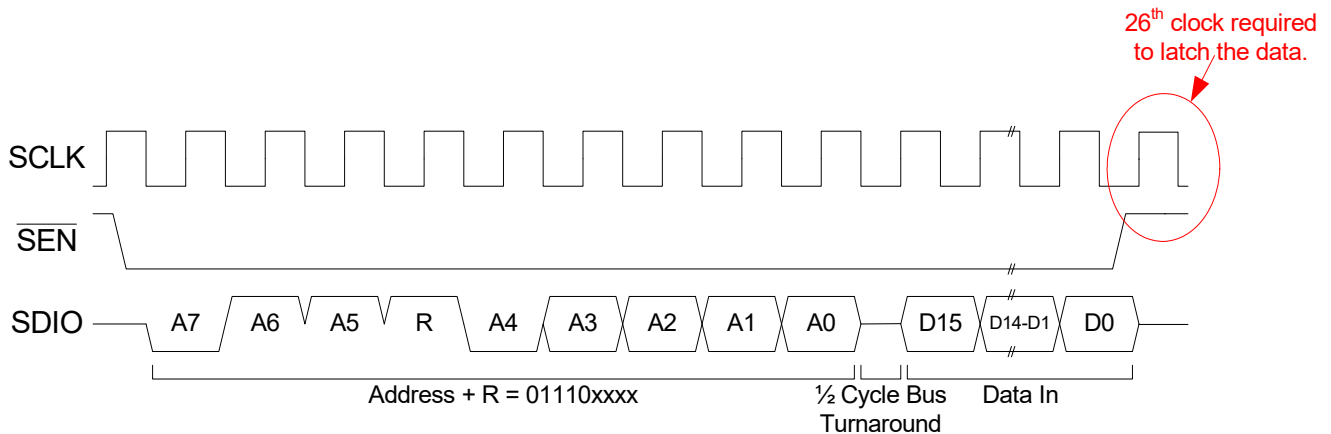 26th clock required
to latch the data.
SCLK
SEN
SDIO
A7 A6 A5 R A4 A3 A2 A1 A0 D15 D14-D1 D0
Address + R = 01110xxxx
½ Cycle Bus
Turnaround
Data In